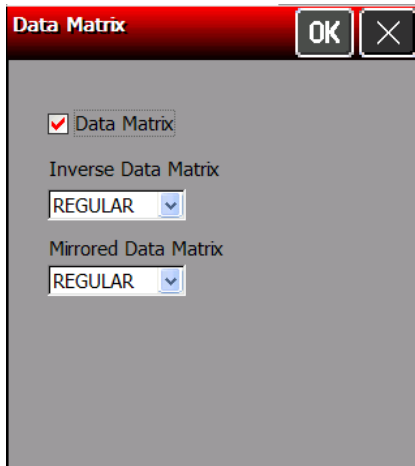 Data Matrix
OK
Data Matrix
Inverse Data Matrix
REGULAR
Mirrored Data Matrix
REGULAR